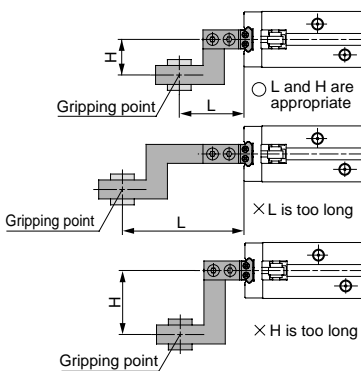 H
Gripping point
L
○ L and H are
appropriate
Gripping point
L
×L is too long
H
×H is too long
Gripping point